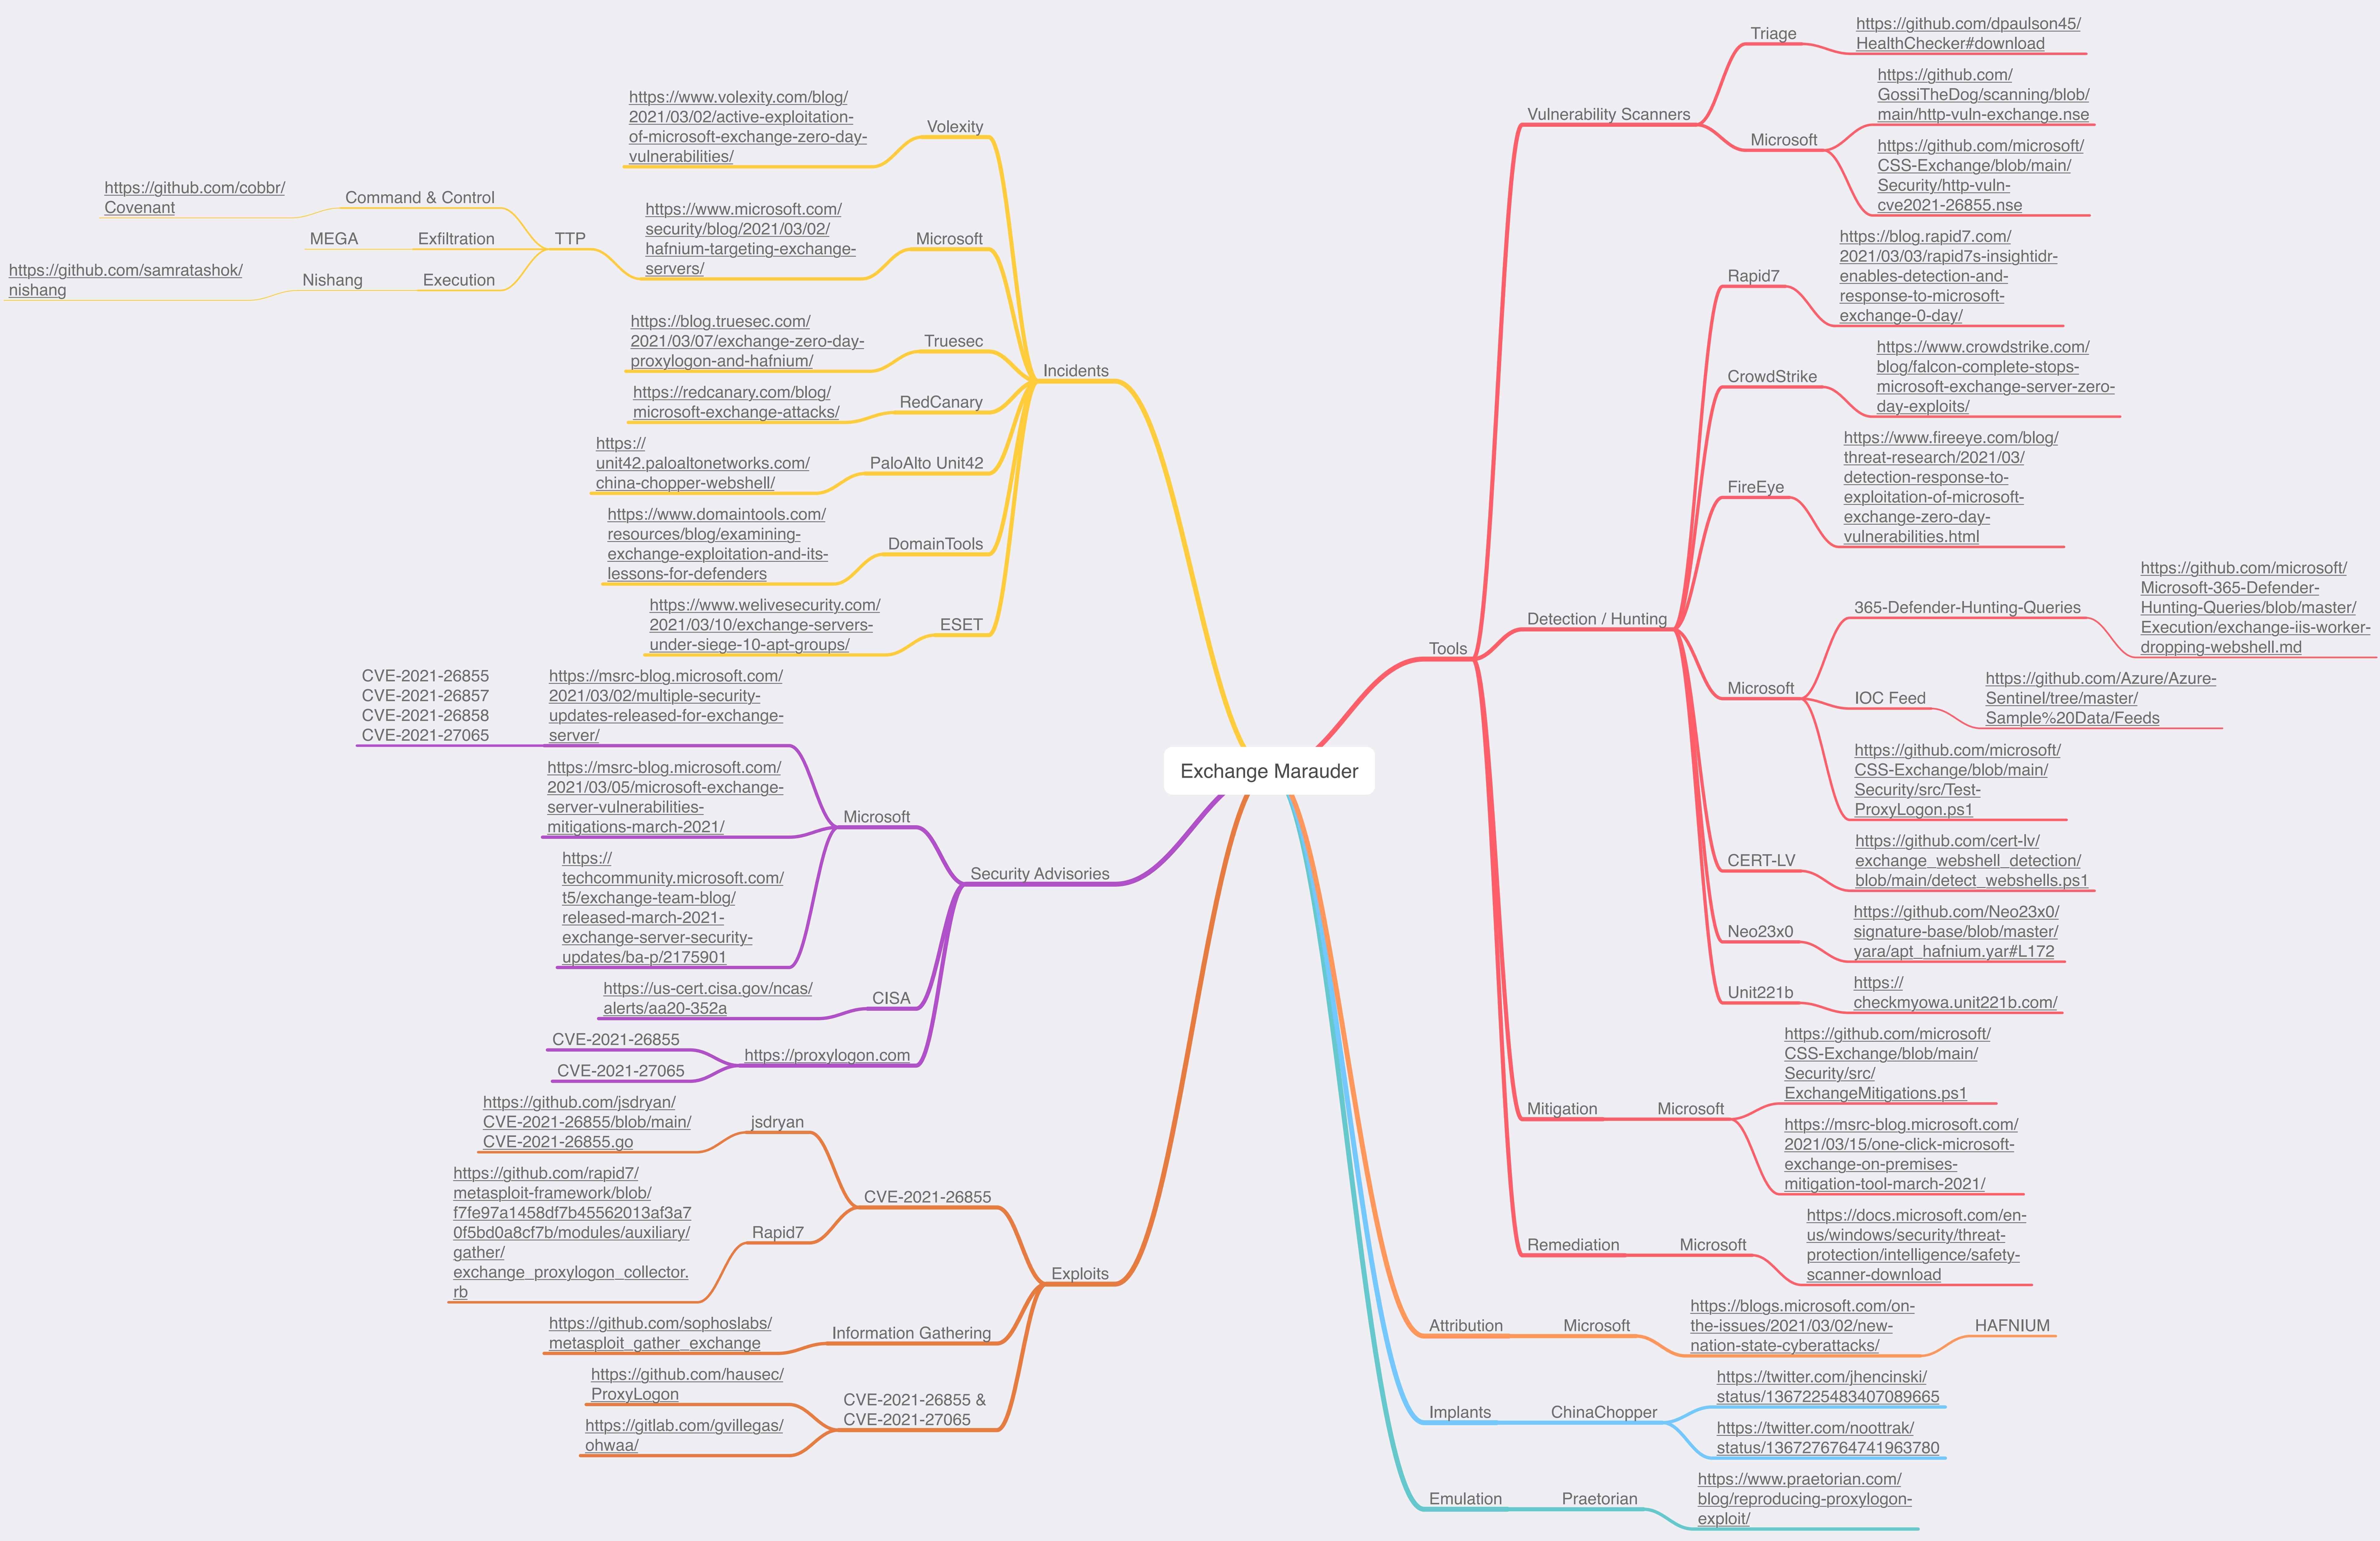 Exchange Marauder
Incidents
Volexity
https://www.volexity.com/blog/
2021/03/02/active-exploitation-
of-microsoft-exchange-zero-day-
vulnerabilities/
Microsoft
https://www.microsoft.com/
security/blog/2021/03/02/
hafnium-targeting-exchange-
servers/
TTP
Command & Control
https://github.com/cobbr/
Covenant
Exfiltration
MEGA
Execution
Nishang
https://github.com/samratashok/
nishang
Truesec
https://blog.truesec.com/
2021/03/07/exchange-zero-day-
proxylogon-and-hafnium/
RedCanary
https://redcanary.com/blog/
microsoft-exchange-attacks/
PaloAlto Unit42
https://
unit42.paloaltonetworks.com/
china-chopper-webshell/
DomainTools
https://www.domaintools.com/
resources/blog/examining-
exchange-exploitation-and-its-
lessons-for-defenders
ESET
https://www.welivesecurity.com/
2021/03/10/exchange-servers-
under-siege-10-apt-groups/
Security Advisories
Microsoft
https://msrc-blog.microsoft.com/
2021/03/02/multiple-security-
updates-released-for-exchange-
server/
CVE-2021-26855
CVE-2021-26857
CVE-2021-26858
CVE-2021-27065
https://msrc-blog.microsoft.com/
2021/03/05/microsoft-exchange-
server-vulnerabilities-
mitigations-march-2021/
https://
techcommunity.microsoft.com/
t5/exchange-team-blog/
released-march-2021-
exchange-server-security-
updates/ba-p/2175901
CISA
https://us-cert.cisa.gov/ncas/
alerts/aa20-352a
https://proxylogon.com
CVE-2021-26855
CVE-2021-27065
Exploits
CVE-2021-26855
jsdryan
https://github.com/jsdryan/
CVE-2021-26855/blob/main/
CVE-2021-26855.go
Rapid7
https://github.com/rapid7/
metasploit-framework/blob/
f7fe97a1458df7b45562013af3a7
0f5bd0a8cf7b/modules/auxiliary/
gather/
exchange_proxylogon_collector.
rb
Information Gathering
https://github.com/sophoslabs/
metasploit_gather_exchange
CVE-2021-26855 &
CVE-2021-27065
https://github.com/hausec/
ProxyLogon
https://gitlab.com/gvillegas/
ohwaa/
Tools
Vulnerability Scanners
Triage
https://github.com/dpaulson45/
HealthChecker#download
Microsoft
https://github.com/
GossiTheDog/scanning/blob/
main/http-vuln-exchange.nse
https://github.com/microsoft/
CSS-Exchange/blob/main/
Security/http-vuln-
cve2021-26855.nse
Detection / Hunting
Rapid7
https://blog.rapid7.com/
2021/03/03/rapid7s-insightidr-
enables-detection-and-
response-to-microsoft-
exchange-0-day/
CrowdStrike
https://www.crowdstrike.com/
blog/falcon-complete-stops-
microsoft-exchange-server-zero-
day-exploits/
FireEye
https://www.fireeye.com/blog/
threat-research/2021/03/
detection-response-to-
exploitation-of-microsoft-
exchange-zero-day-
vulnerabilities.html
Microsoft
365-Defender-Hunting-Queries
https://github.com/microsoft/
Microsoft-365-Defender-
Hunting-Queries/blob/master/
Execution/exchange-iis-worker-
dropping-webshell.md
IOC Feed
https://github.com/Azure/Azure-
Sentinel/tree/master/
Sample%20Data/Feeds
https://github.com/microsoft/
CSS-Exchange/blob/main/
Security/src/Test-
ProxyLogon.ps1
CERT-LV
https://github.com/cert-lv/
exchange_webshell_detection/
blob/main/detect_webshells.ps1
Neo23x0
https://github.com/Neo23x0/
signature-base/blob/master/
yara/apt_hafnium.yar#L172
Unit221b
https://
checkmyowa.unit221b.com/
Mitigation
Microsoft
https://github.com/microsoft/
CSS-Exchange/blob/main/
Security/src/
ExchangeMitigations.ps1
https://msrc-blog.microsoft.com/
2021/03/15/one-click-microsoft-
exchange-on-premises-
mitigation-tool-march-2021/
Remediation
Microsoft
https://docs.microsoft.com/en-
us/windows/security/threat-
protection/intelligence/safety-
scanner-download
Attribution
Microsoft
https://blogs.microsoft.com/on-
the-issues/2021/03/02/new-
nation-state-cyberattacks/
HAFNIUM
Implants
ChinaChopper
https://twitter.com/jhencinski/
status/1367225483407089665
https://twitter.com/noottrak/
status/1367276764741963780
Emulation
Praetorian
https://www.praetorian.com/
blog/reproducing-proxylogon-
exploit/